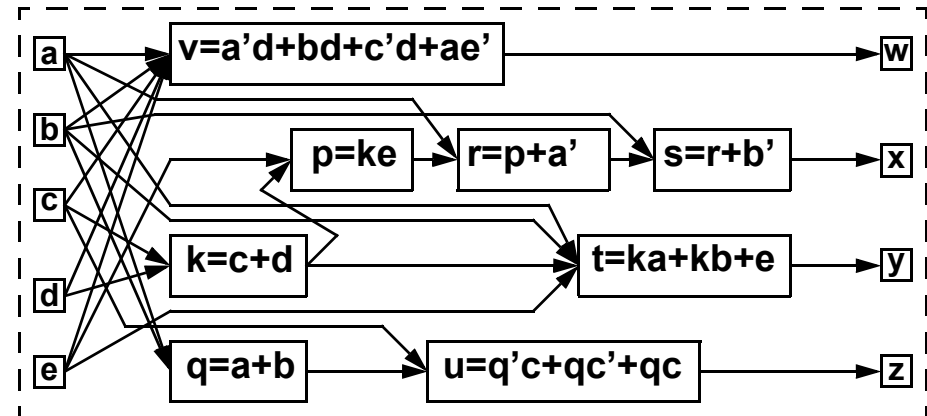 a v=a’d+bd+c’d+ae’ w
b
p=ke r=p+a’ s=r+b’ x
c
k=c+d t=ka+kb+e y
d
e q=a+b u=q’c+qc’+qc z